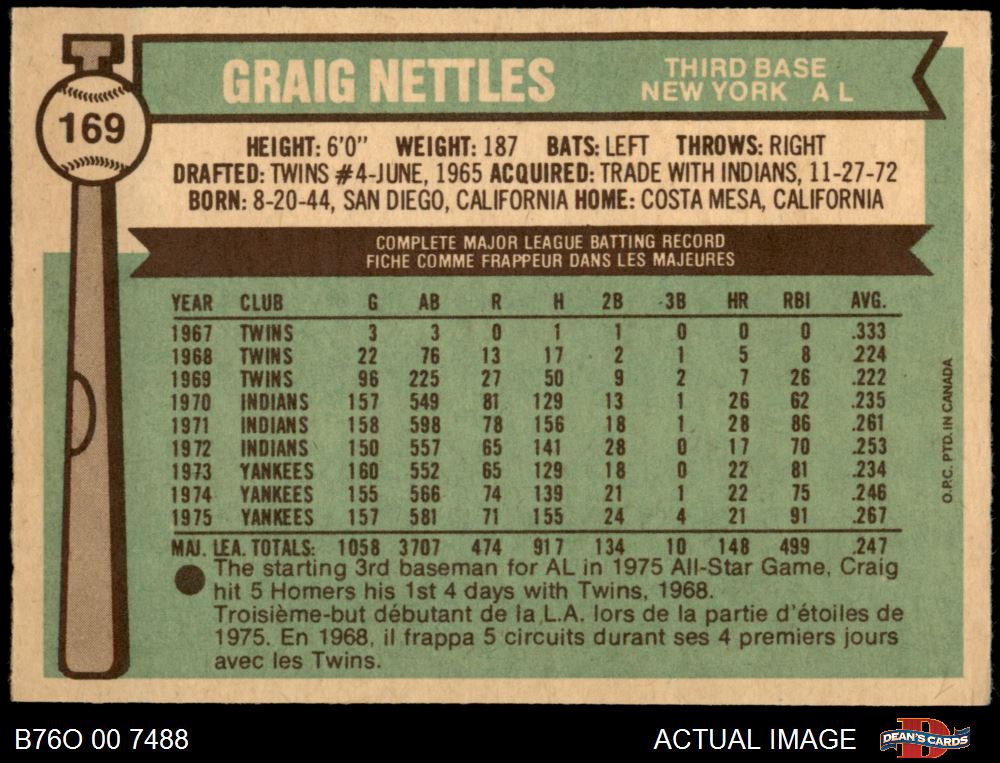 GRAIG NETTLES
THIRD BASE
NEW YORK A L
169
HEIGHT: 6'0" WEIGHT: 187 BATS: LEFT THROWS: RIGHT
DRAFTED: TWINS #4-JUNE, 1965 ACQUIRED: TRADE WITH INDIANS, 11-27-72
BORN: 8-20-44, SAN DIEGO, CALIFORNIA HOME: COSTA MESA, CALIFORNIA
COMPLETE MAJOR LEAGUE BATTING RECORD
FICHE COMME FRAPPEUR DANS LES MAJEURES
YEAR CLUB G AB R H 2B 3B HR RBI AVG.
1967 TWINS 3 3 0 1 1 0 0 0 .333
1968 TWINS 22 76 13 17 2 1 5 8 .224
1969 TWINS 96 225 27 50 9 2 7 26 .222
1970 INDIANS 157 549 81 129 13 1 26 62 .235
1971 INDIANS 158 598 78 156 18 1 28 86 .261
1972 INDIANS 150 557 65 141 28 0 17 70 .253
1973 YANKEES 160 552 65 129 18 0 22 81 .234
1974 YANKEES 155 566 74 139 21 1 22 75 .246
1975 YANKEES 157 581 71 155 24 4 21 91 .267
MAJ. LEA. TOTALS: 1058 3707 474 917 134 10 148 499 .247
The starting 3rd baseman for AL in 1975 All-Star Game, Craig
hit 5 Homers his 1st 4 days with Twins, 1968.
Troisième-but débutant de la L.A. lors de la partie d'étoiles de
1975. En 1968, il frappa 5 circuits durant ses 4 premiers jours
avec les Twins.
O.P.C. PTD. IN CANADA
B76O 00 7488
ACTUAL IMAGE
DEAN'S CARDS